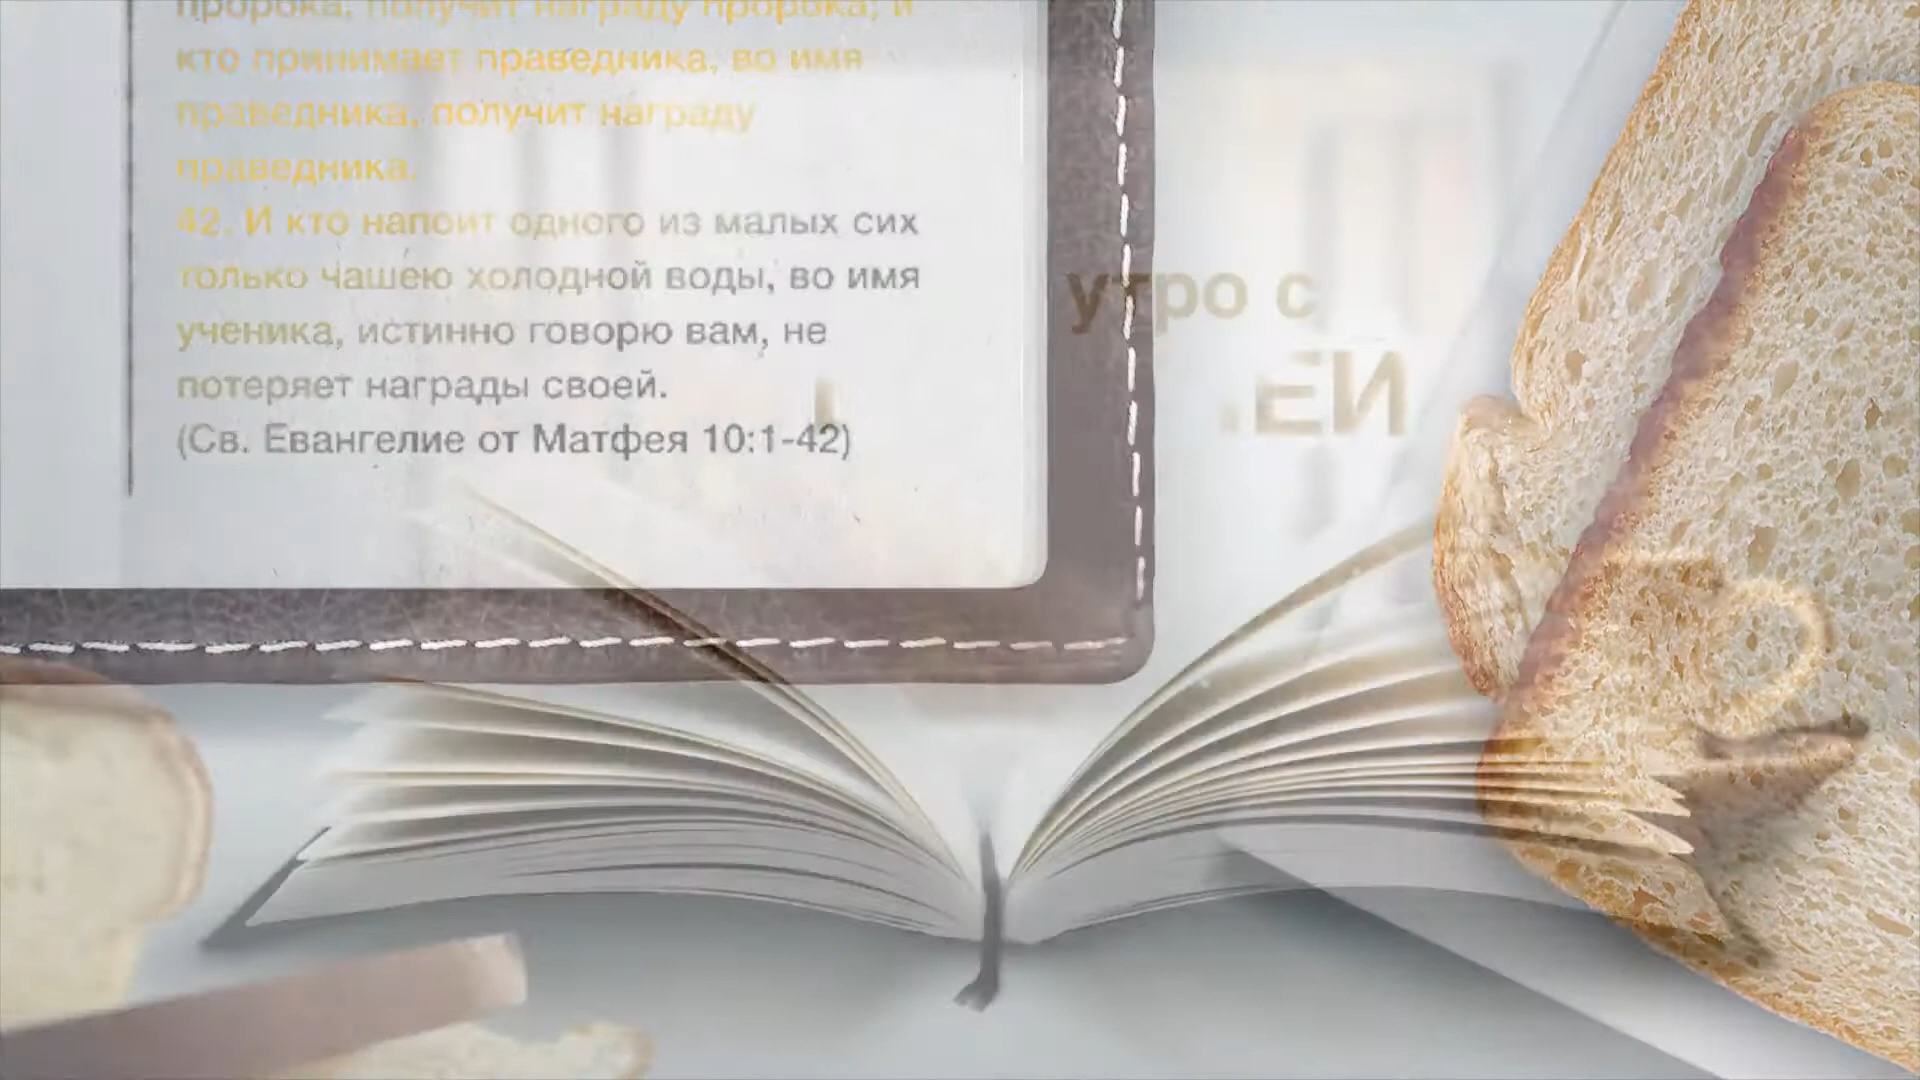 пророка, получит награду пророка; и
кто принимает праведника, во имя
праведника, получит награду
праведника.
42. И кто напоит одного из малых сих
только чашею холодной воды, во имя
ученика, истинно говорю вам, не
потеряет награды своей.
(Св. Евангелие от Матфея 10:1-42)
утро с